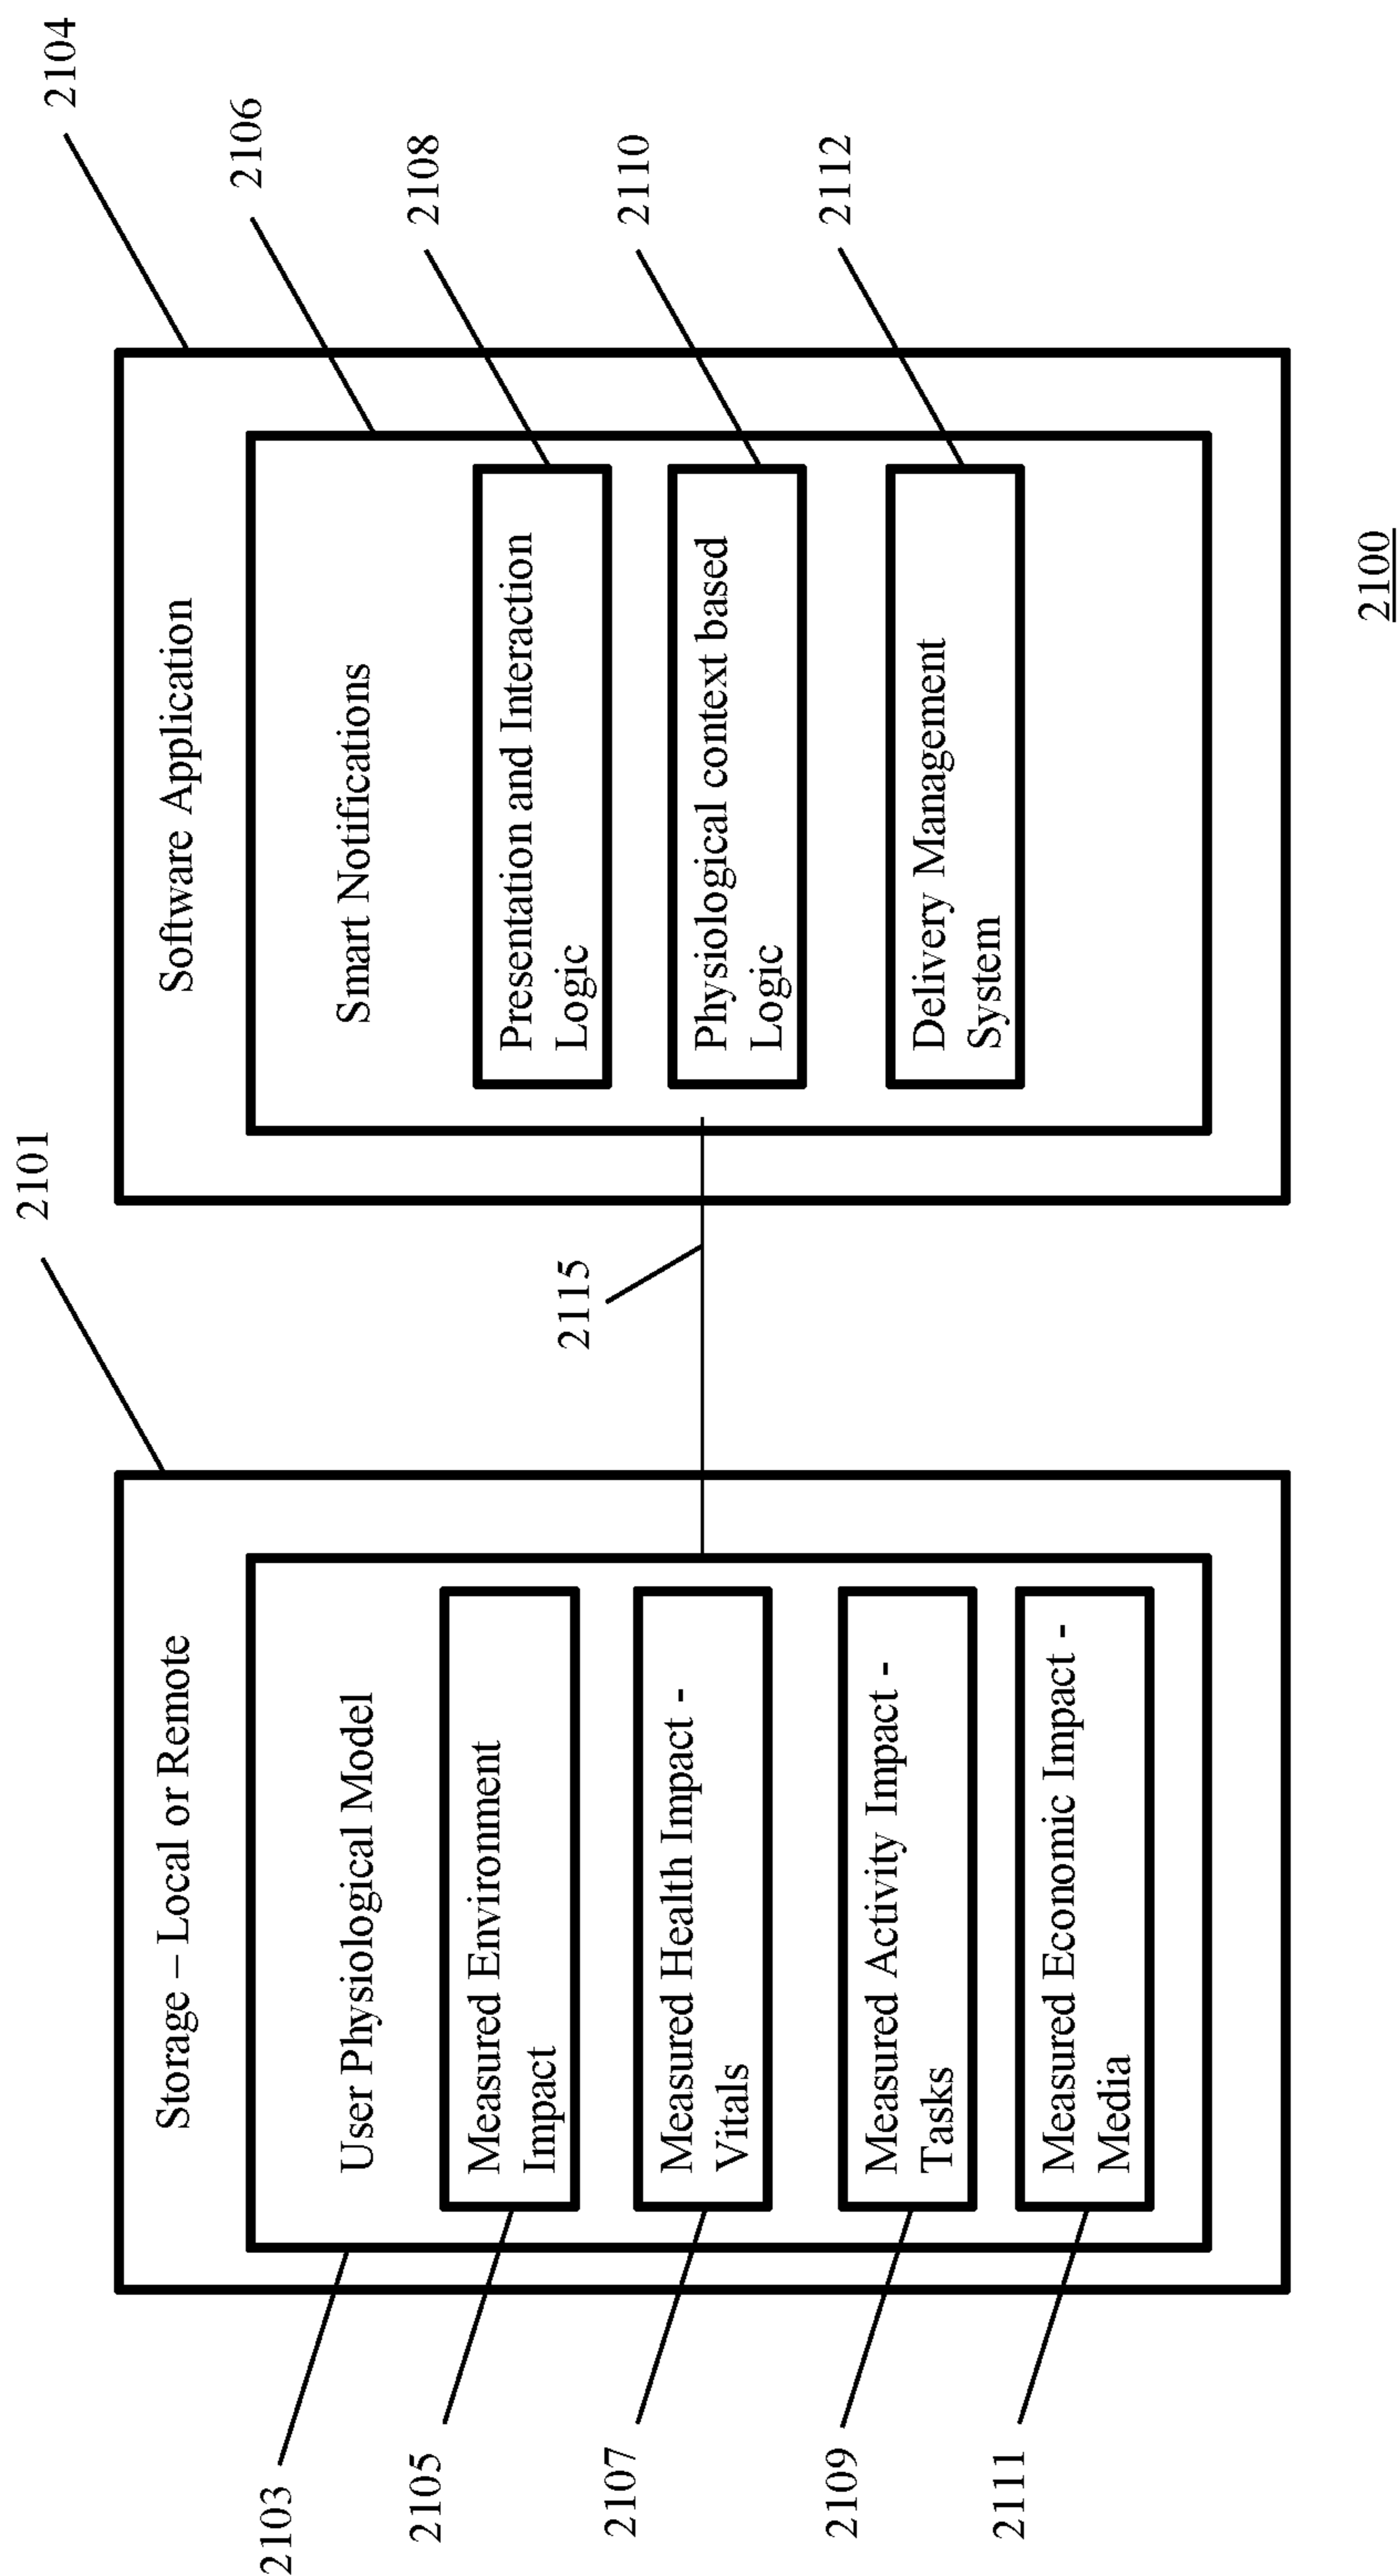 Storage – Local or Remote
User Physiological Model
Measured Environment
Impact
Measured Health Impact -
Vitals
Measured Activity Impact -
Tasks
Measured Economic Impact -
Media
2103
2105
2107
2109
2111
2101
2115
Software Application
Smart Notifications
Presentation and Interaction
Logic
Physiological context based
Logic
Delivery Management
System
2104
2106
2108
2110
2112
2100